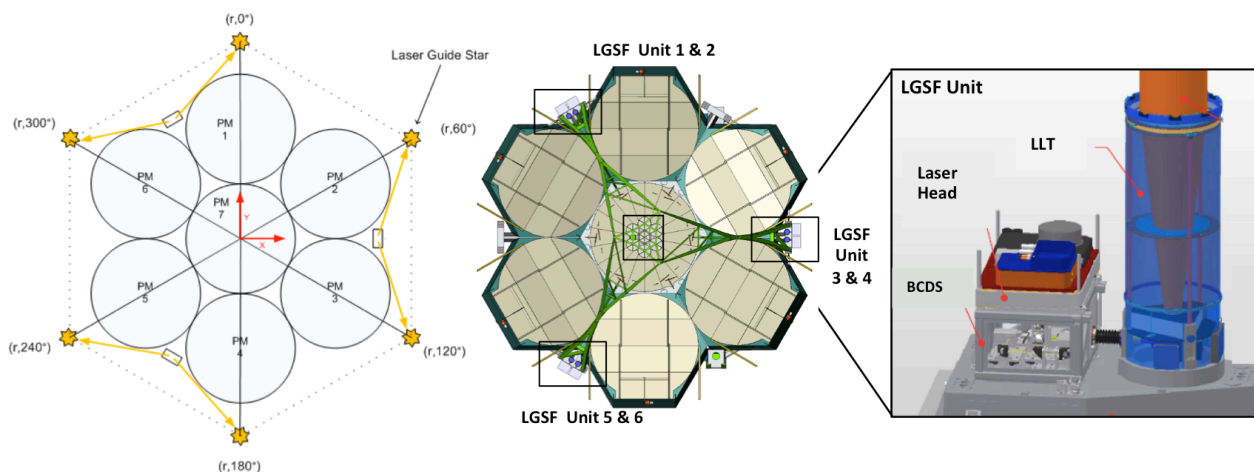 (r,0°)
Laser Guide Star
(r,300°)
(r,60°)
PM
1
PM
6
PM
2
PM
7
Y
X
PM
5
PM
3
PM
4
(r,240°)
(r,120°)
(r,180°)
LGSF Unit 1 & 2
LGSF
Unit
3 & 4
LGSF Unit 5 & 6
LGSF Unit
LLT
Laser
Head
BCDS